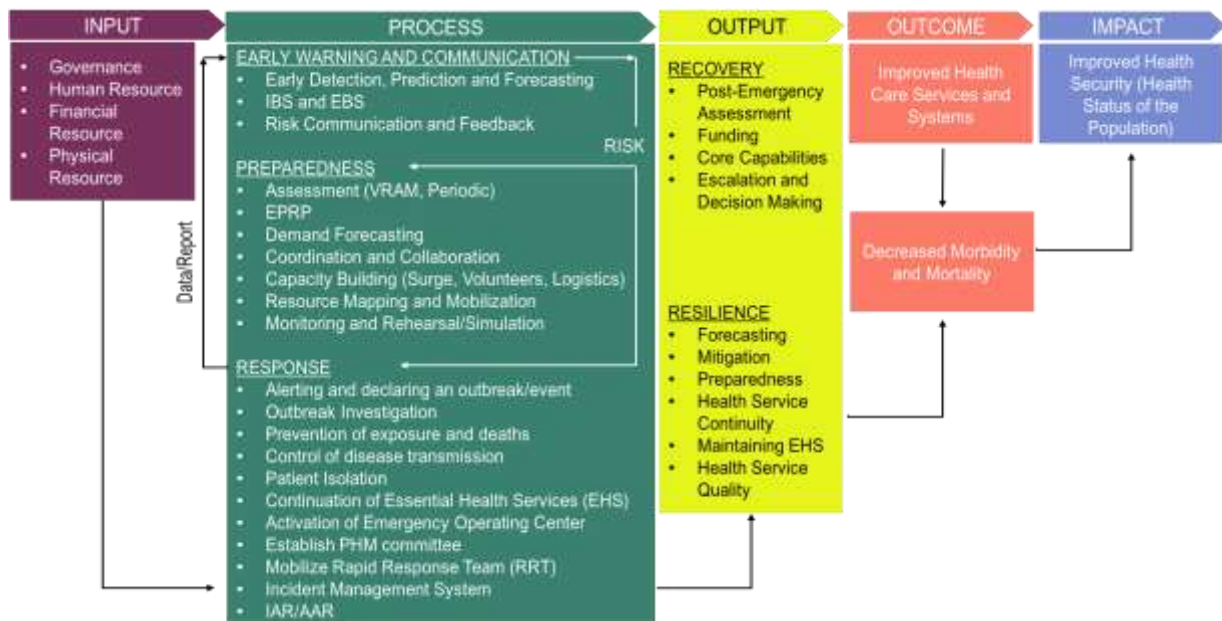 INPUT
PROCESS
OUTPUT
OUTCOME
IMPACT
• Governance
• Human Resource
• Financial
Resource
• Physical
Resource
Data/Report
EARLY WARNING AND COMMUNICATION
• Early Detection, Prediction and Forecasting
• IBS and EBS
• Risk Communication and Feedback
RISK
PREPAREDNESS
• Assessment (VRAM, Periodic)
• EPRP
• Demand Forecasting
• Coordination and Collaboration
• Capacity Building (Surge, Volunteers, Logistics)
• Resource Mapping and Mobilization
• Monitoring and Rehearsal/Simulation
RESPONSE
• Alerting and declaring an outbreak/event
• Outbreak Investigation
• Prevention of exposure and deaths
• Control of disease transmission
• Patient Isolation
• Continuation of Essential Health Services (EHS)
• Activation of Emergency Operating Center
• Establish PHM committee
• Mobilize Rapid Response Team (RRT)
• Incident Management System
• IAR/AAR
RECOVERY
• Post-Emergency
Assessment
• Funding
• Core Capabilities
• Escalation and
Decision Making
RESILIENCE
• Forecasting
• Mitigation
• Preparedness
• Health Service
Continuity
• Maintaining EHS
• Health Service
Quality
Improved Health
Care Services and
Systems
Decreased Morbidity
and Mortality
Improved Health
Security (Health
Status of the
Population)